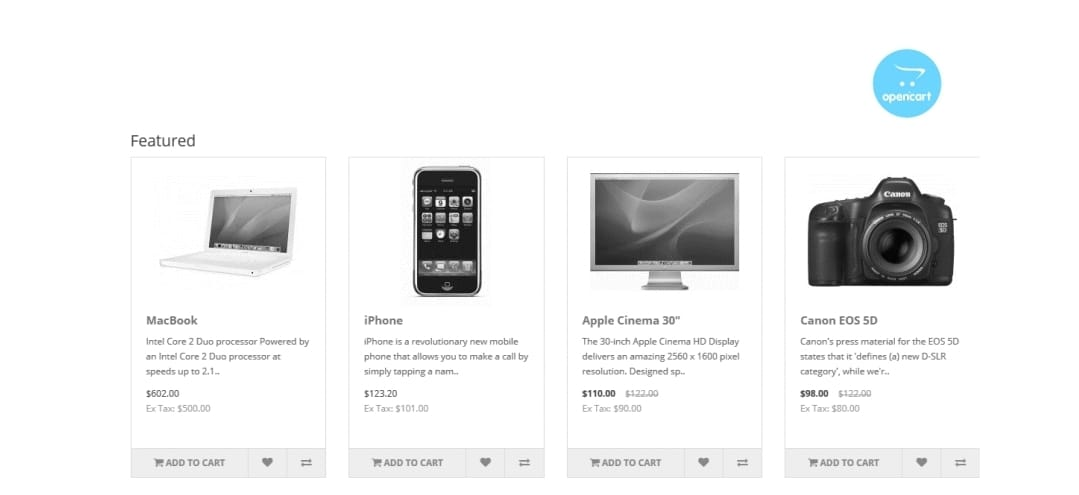 opencart
Featured
Canon
EOS
5D
MacBook
Intel Core 2 Duo processor Powered by
an Intel Core 2 Duo processor at
speeds up to 2.1..
$602.00
Ex Tax: $500.00
ADD TO CART
iPhone
iPhone is a revolutionary new mobile
phone that allows you to make a call by
simply tapping a nam..
$123.20
Ex Tax: $101.00
ADD TO CART
Apple Cinema 30"
The 30-inch Apple Cinema HD Display
delivers an amazing 2560 x 1600 pixel
resolution. Designed sp..
$110.00 $122.00
Ex Tax: $90.00
ADD TO CART
Canon EOS 5D
Canon's press material for the EOS 5D
states that it 'defines (a) new D-SLR
category', while we'r..
$98.00 $122.00
Ex Tax: $80.00
ADD TO CART